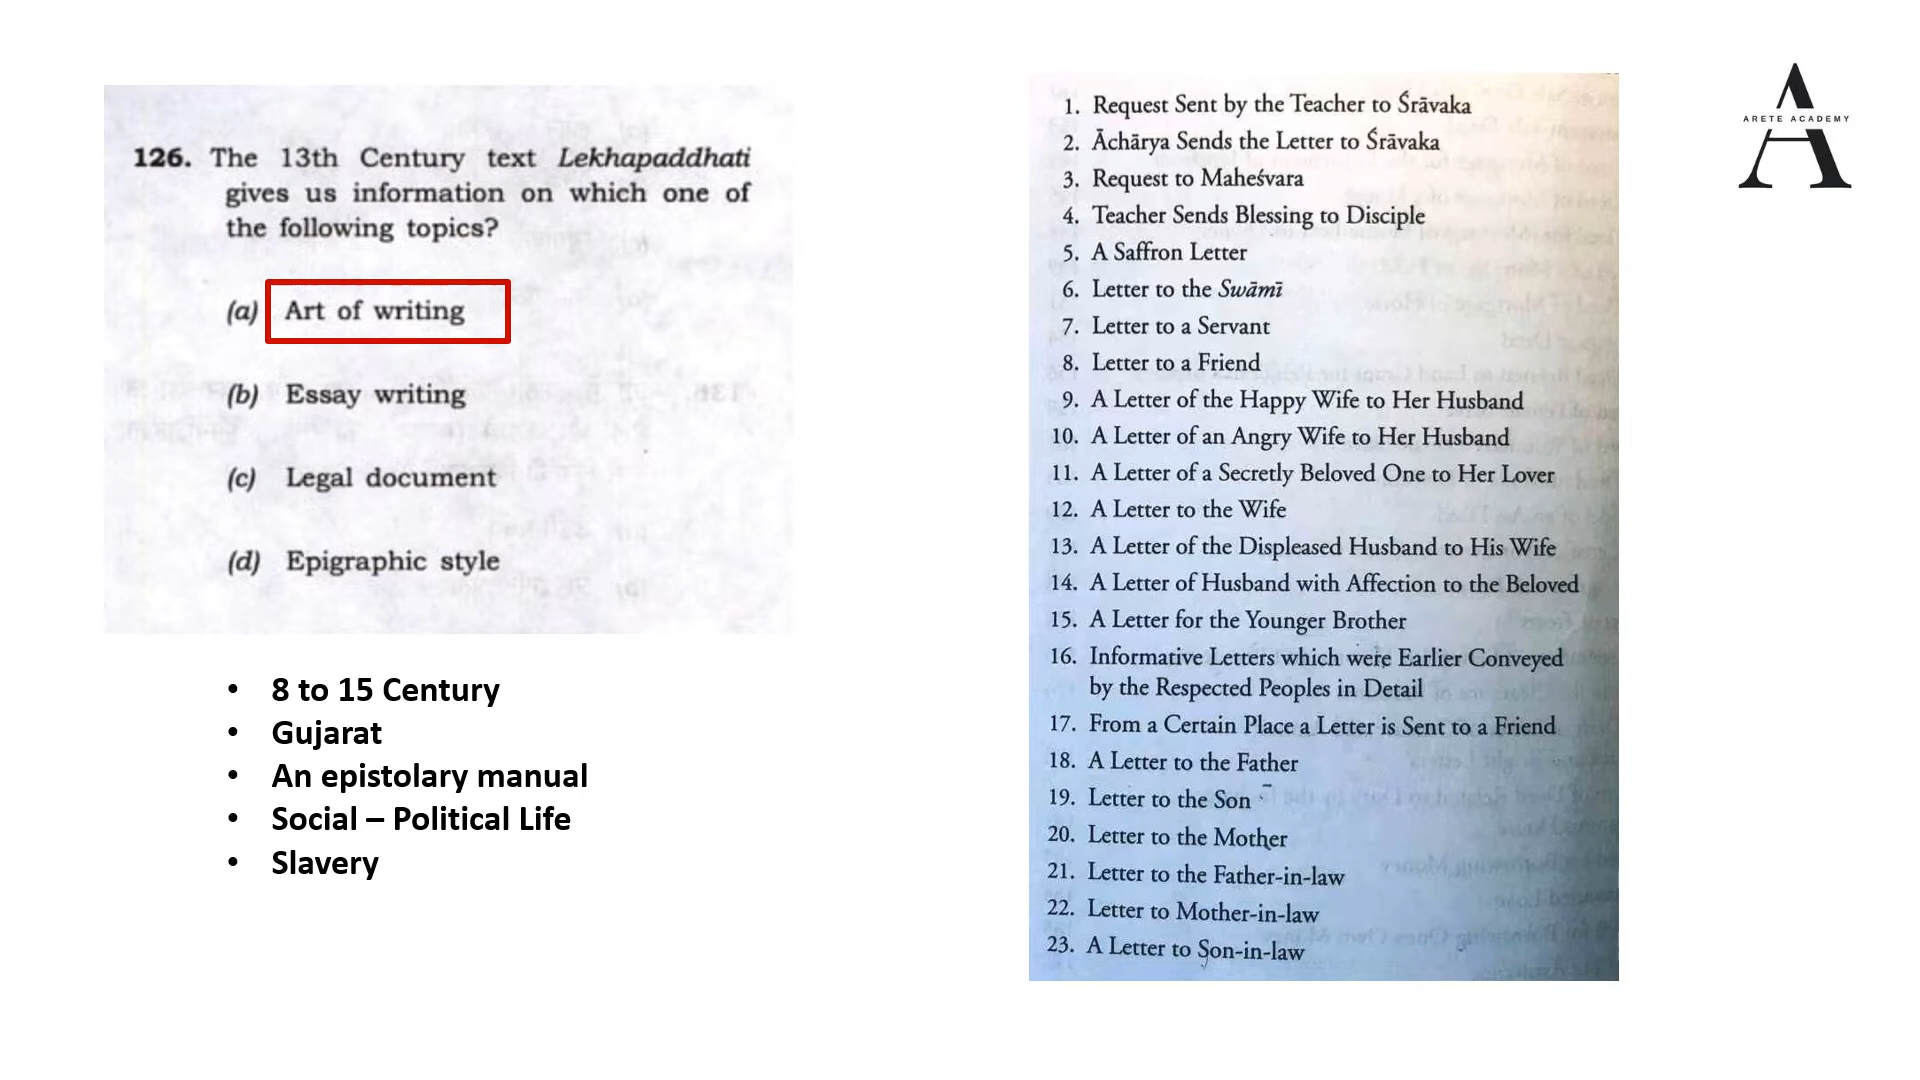 126. The 13th Century text Lekhapaddhati
gives us information on which one of
the following topics?
(a) Art of writing
(b) Essay writing
(c) Legal document
(d) Epigraphic style
• 8 to 15 Century
• Gujarat
• An epistolary manual
• Social – Political Life
• Slavery
1. Request Sent by the Teacher to Śrāvaka
2. Āchārya Sends the Letter to Śrāvaka
3. Request to Maheśvara
4. Teacher Sends Blessing to Disciple
5. A Saffron Letter
6. Letter to the Swāmī
7. Letter to a Servant
8. Letter to a Friend
9. A Letter of the Happy Wife to Her Husband
10. A Letter of an Angry Wife to Her Husband
11. A Letter of a Secretly Beloved One to Her Lover
12. A Letter to the Wife
13. A Letter of the Displeased Husband to His Wife
14. A Letter of Husband with Affection to the Beloved
15. A Letter for the Younger Brother
16. Informative Letters which were Earlier Conveyed
by the Respected Peoples in Detail
17. From a Certain Place a Letter is Sent to a Friend
18. A Letter to the Father
19. Letter to the Son
20. Letter to the Mother
21. Letter to the Father-in-law
22. Letter to Mother-in-law
23. A Letter to Son-in-law
ARETE ACADEMY